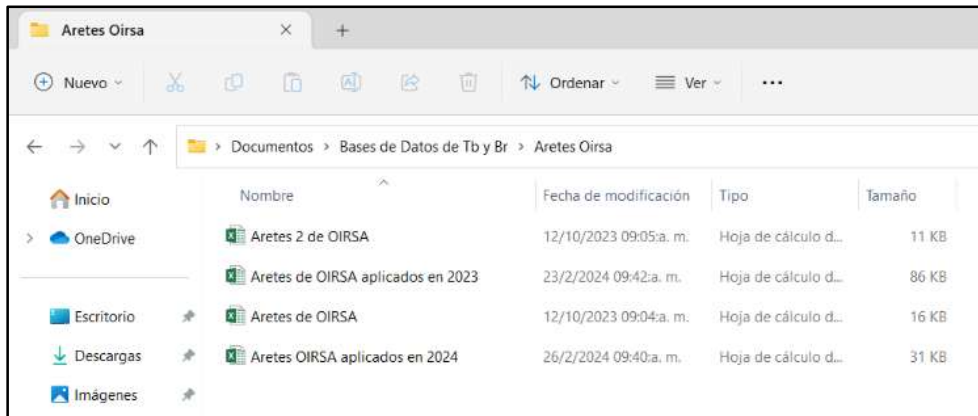 Aretes Oirsa
Nuevo Ordenar Ver
Documentos > Bases de Datos de Tb y Br > Aretes Oirsa
Nombre Fecha de modificación Tipo Tamaño
Inicio
OneDrive
Escritorio
Descargas
Imágenes
Aretes 2 de OIRSA 12/10/2023 09:05:a. m. Hoja de cálculo d... 11 KB
Aretes de OIRSA aplicados en 2023 23/2/2024 09:42:a. m. Hoja de cálculo d... 86 KB
Aretes de OIRSA 12/10/2023 09:04:a. m. Hoja de cálculo d... 16 KB
Aretes OIRSA aplicados en 2024 26/2/2024 09:40:a. m. Hoja de cálculo d... 31 KB